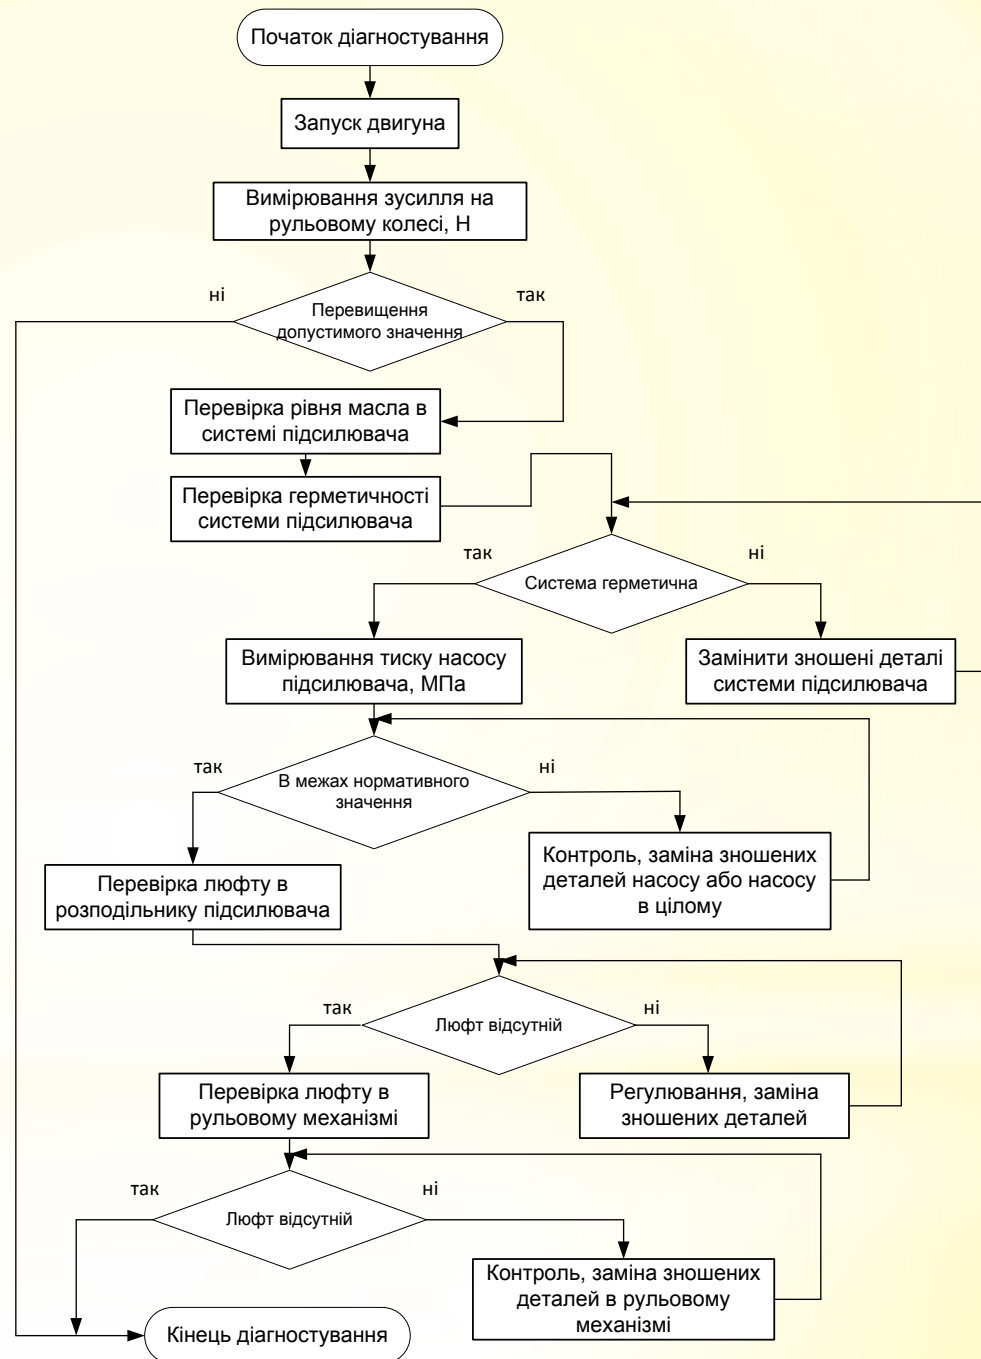 Початок діагностування
Запуск двигуна
Вимірювання зусилля на
рульовому колесі, Н
ні
так
Перевищення
допустимого значення
Перевірка рівня масла в
системі підсилювача
Перевірка герметичності
системи підсилювача
так
ні
Система герметична
Вимірювання тиску насосу
підсилювача, МПа
Замінити зношені деталі
системи підсилювача
так
ні
В межах нормативного
значення
Контроль, заміна зношених
деталей насосу або насосу
в цілому
Перевірка люфту в
розподільнику підсилювача
так
ні
Люфт відсутній
Перевірка люфту в
рульовому механізмі
Регулювання, заміна
зношених деталей
так
ні
Люфт відсутній
Контроль, заміна зношених
деталей в рульовому
механізмі
Кінець діагностування